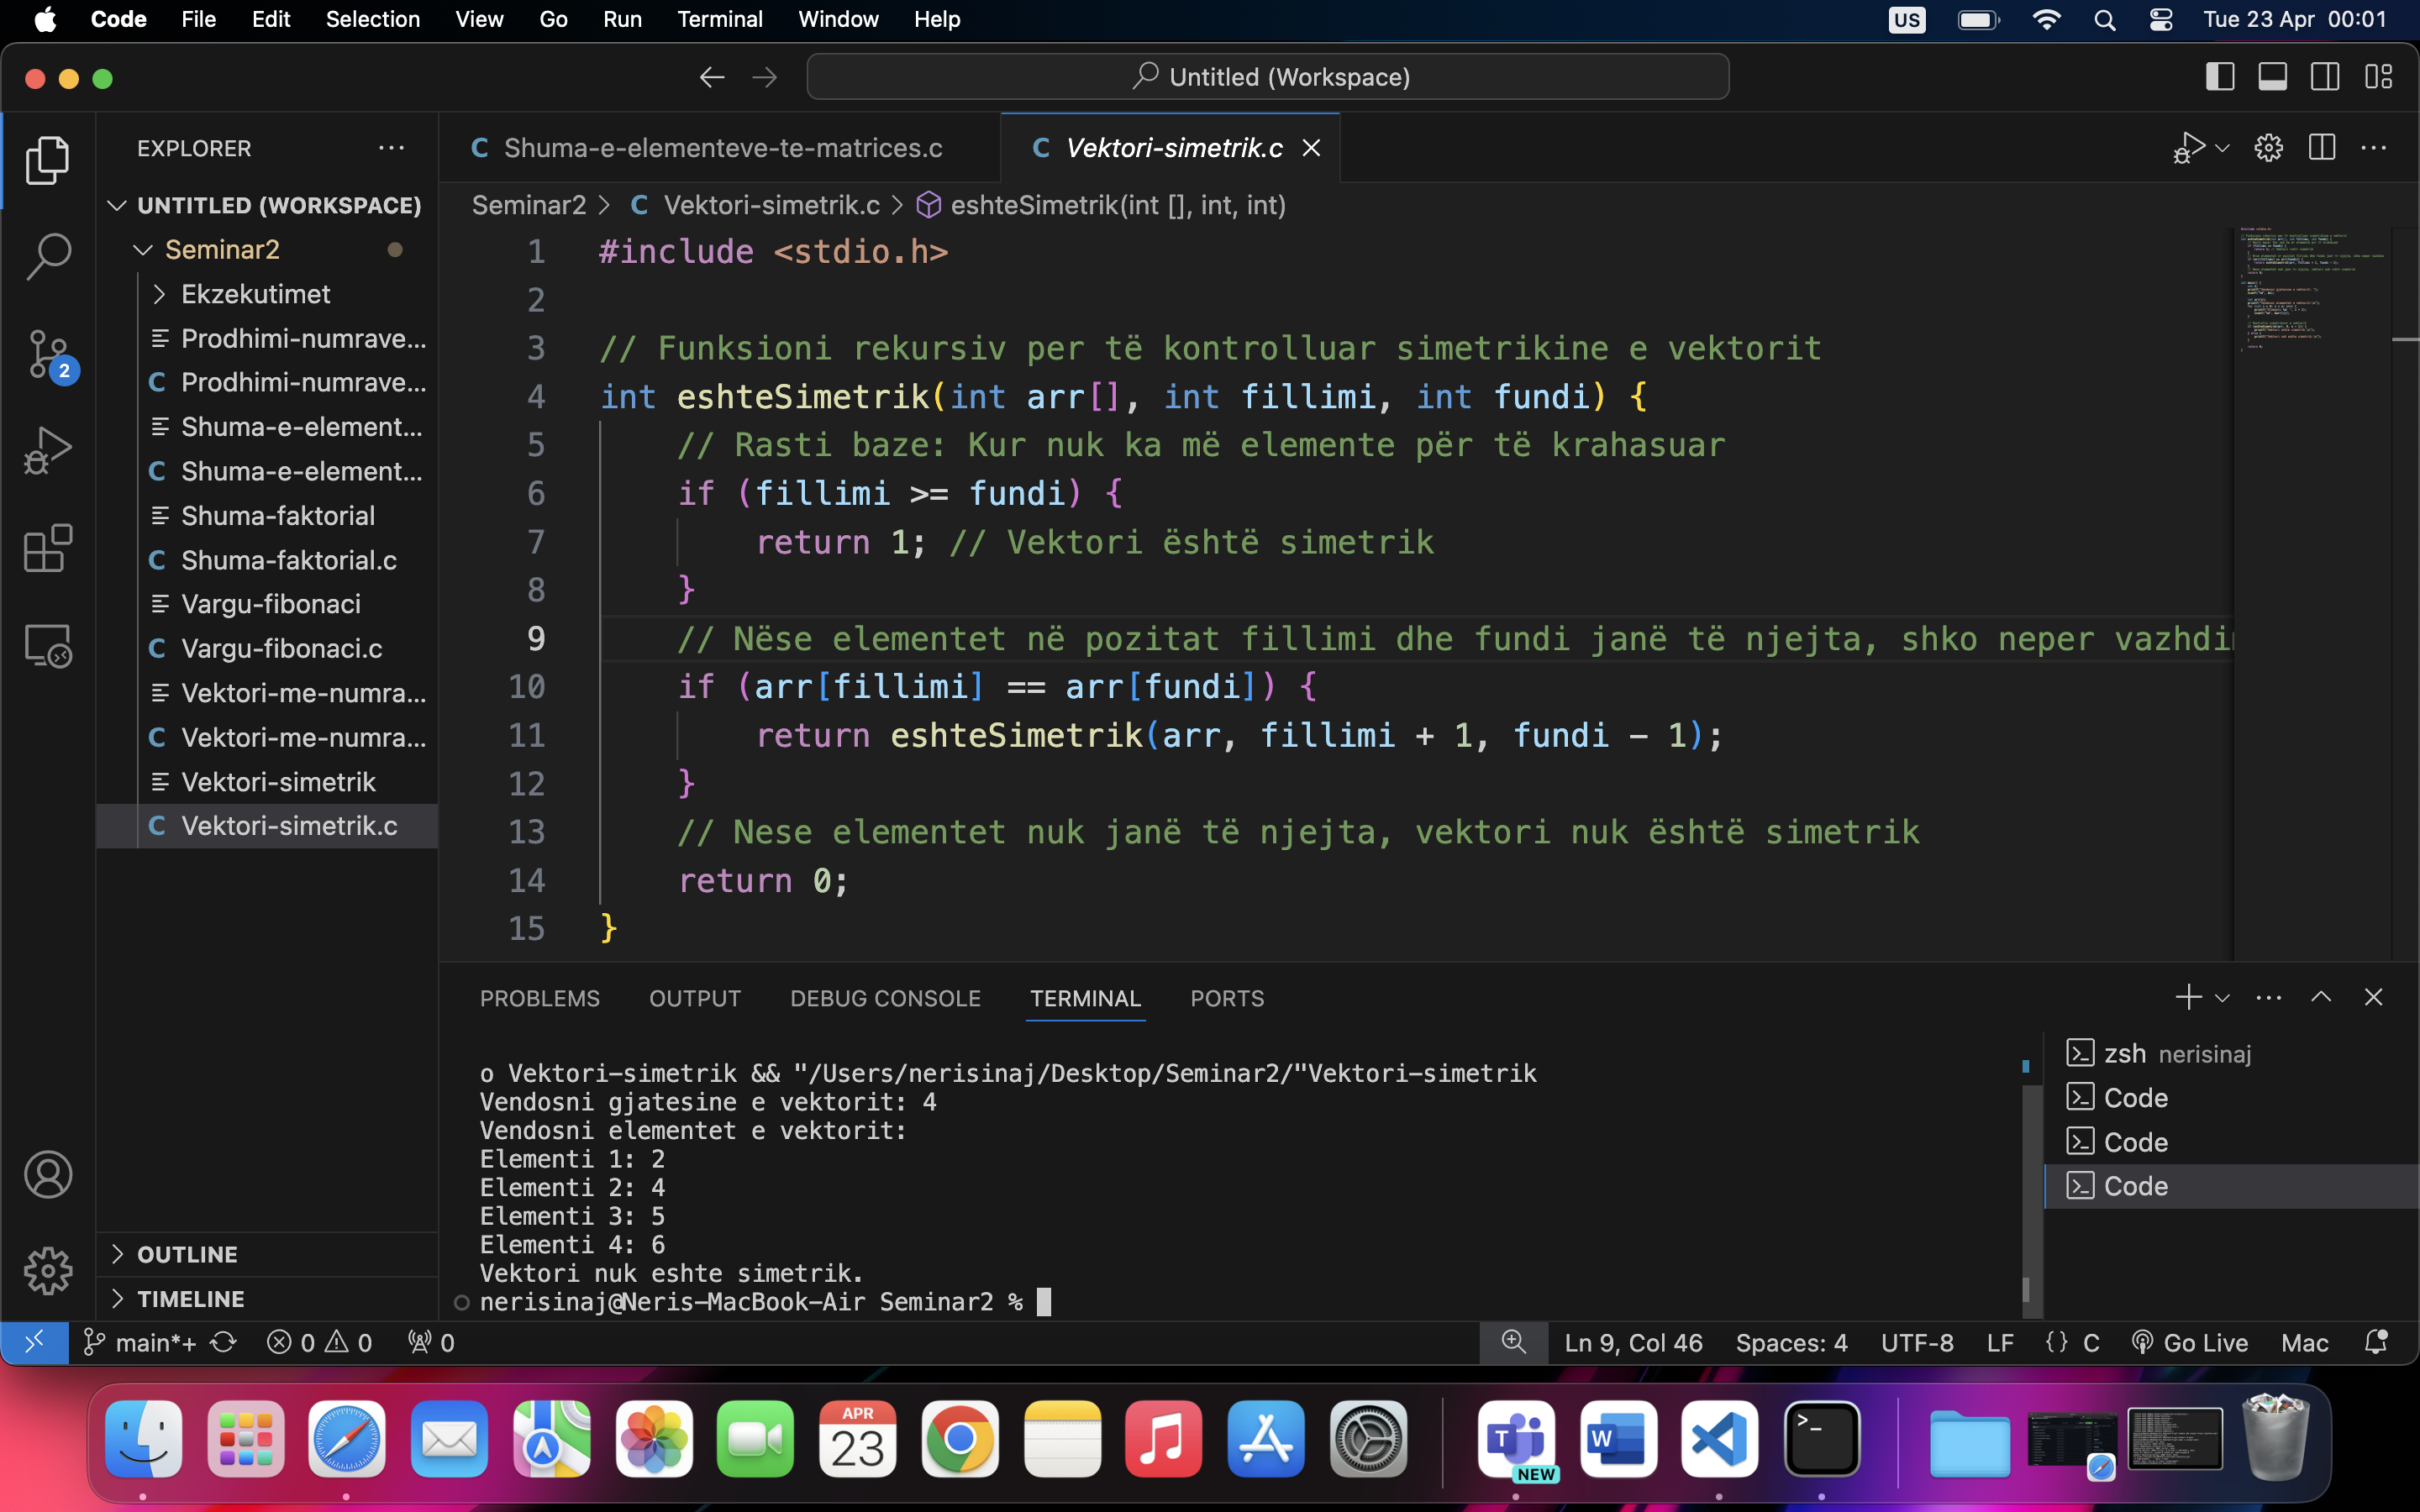 Code File Edit Selection View Go Run Terminal Window Help US Tue 23 Apr 00:01
Untitled (Workspace)
EXPLORER
UNTITLED (WORKSPACE)
Seminar2
Ekzekutimet
Prodhimi-numrave...
C Prodhimi-numrave...
Shuma-e-element...
C Shuma-e-element...
Shuma-faktorial
C Shuma-faktorial.c
Vargu-fibonaci
C Vargu-fibonaci.c
Vektori-me-numra...
C Vektori-me-numra...
Vektori-simetrik
C Vektori-simetrik.c
OUTLINE
TIMELINE
2
C Shuma-e-elementeve-te-matrices.c C Vektori-simetrik.c
Seminar2 > C Vektori-simetrik.c > eshteSimetrik(int [], int, int)
1 #include <stdio.h>
2
3 // Funksioni rekursiv per të kontrolluar simetrikine e vektorit
4 int eshteSimetrik(int arr[], int fillimi, int fundi) {
5 // Rasti baze: Kur nuk ka më elemente për të krahasuar
6 if (fillimi >= fundi) {
7 return 1; // Vektori është simetrik
8 }
9 // Nëse elementet në pozitat fillimi dhe fundi janë të njejta, shko neper
10 if (arr[fillimi] == arr[fundi]) {
11 return eshteSimetrik(arr, fillimi + 1, fundi - 1);
12 }
13 // Nese elementet nuk janë të njejta, vektori nuk është simetrik
14 return 0;
15 }
PROBLEMS OUTPUT DEBUG CONSOLE TERMINAL PORTS
o Vektori-simetrik && "/Users/nerisinaj/Desktop/Seminar2/"Vektori-simetrik
Vendosni gjatesine e vektorit: 4
Vendosni elementet e vektorit:
Elementi 1: 2
Elementi 2: 4
Elementi 3: 5
Elementi 4: 6
Vektori nuk eshte simetrik.
nerisinaj@Neris-MacBook-Air Seminar2 %
zsh nerisinaj
Code
Code
Code
main*+ 0 0 0 Ln 9, Col 46 Spaces: 4 UTF-8 LF {} C Go Live Mac
APR
23
T
NEW
W
>_